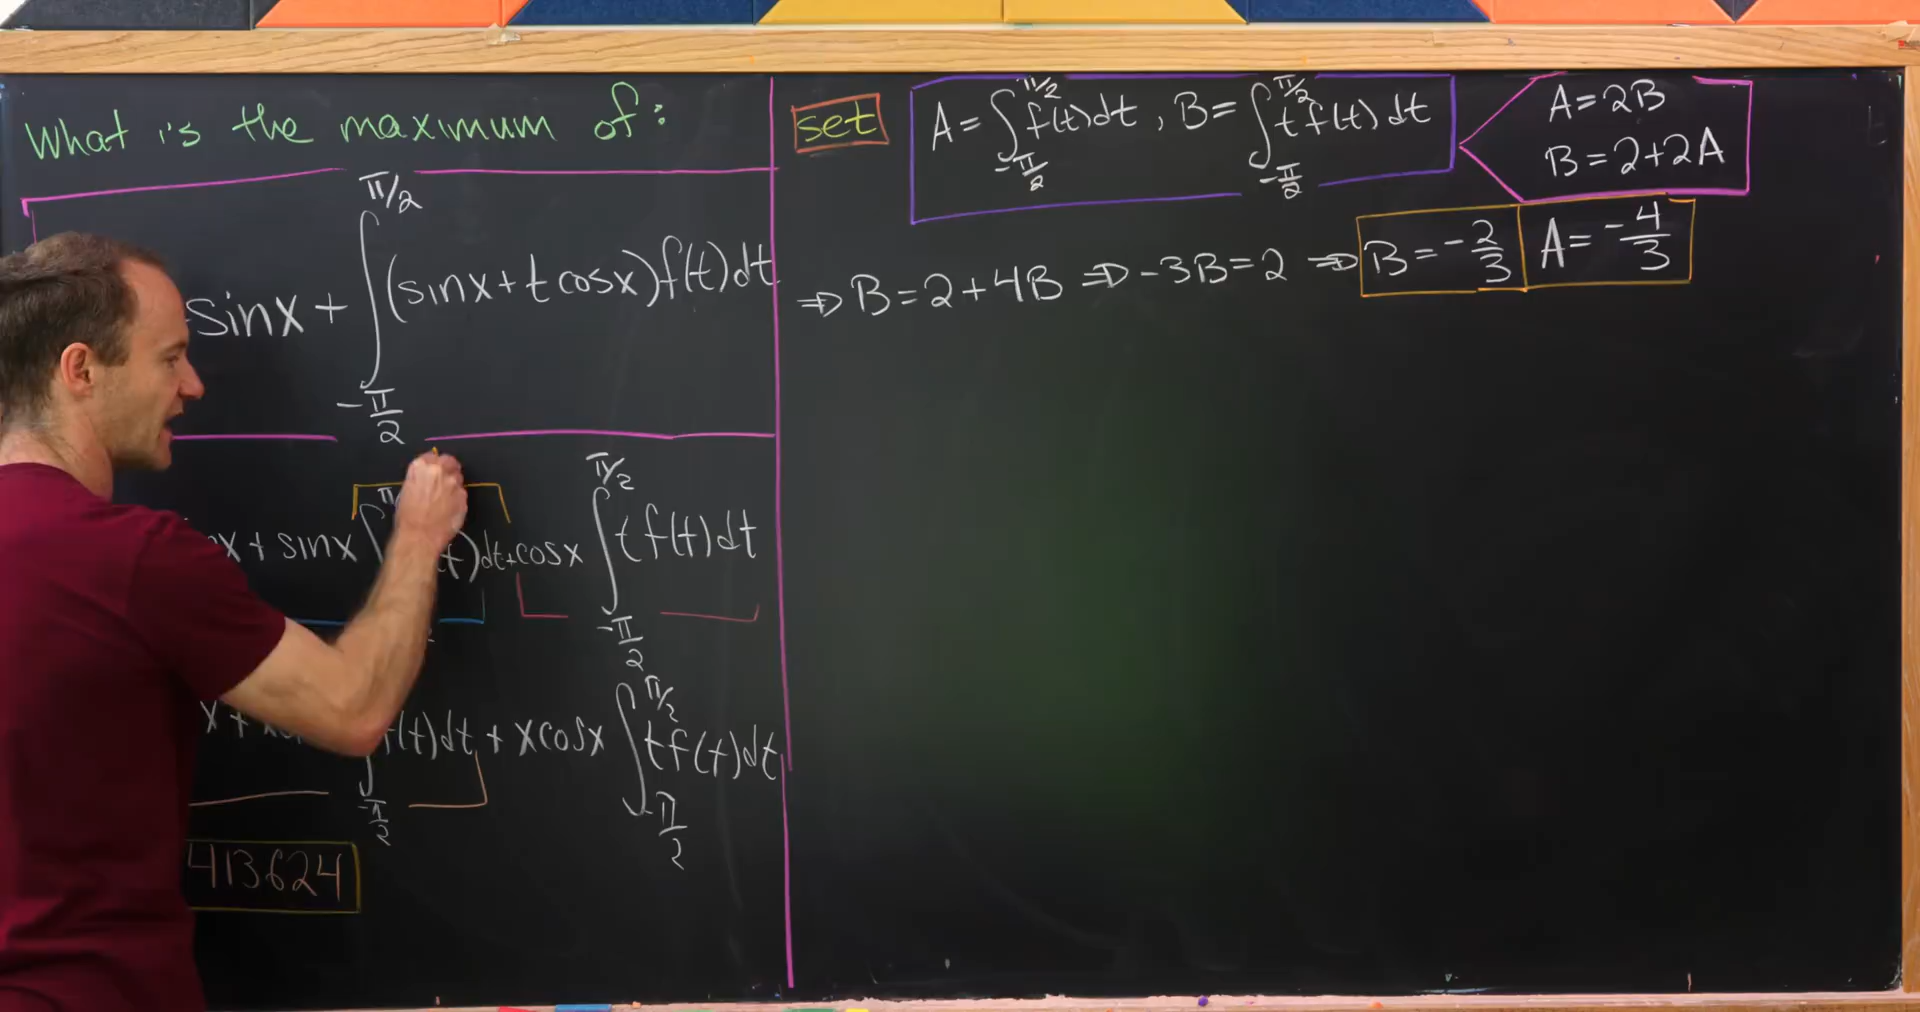 What is the maximum of:
sinx + ∫_{-π/2}^{π/2} (sinx + t cosx) f(t) dt
x + sinx ∫ t) dt + cosx ∫_{-π/2}^{π/2} t f(t) dt
x + f(t) dt + x cosx ∫_{-π/2}^{π/2} t f(t) dt
413624
set A = ∫_{-π/2}^{π/2} f(t) dt , B = ∫_{-π/2}^{π/2} t f(t) dt
A = 2B
B = 2 + 2A
⇒ B = 2 + 4B ⇒ -3B = 2 ⇒ B = -2/3 A = -4/3